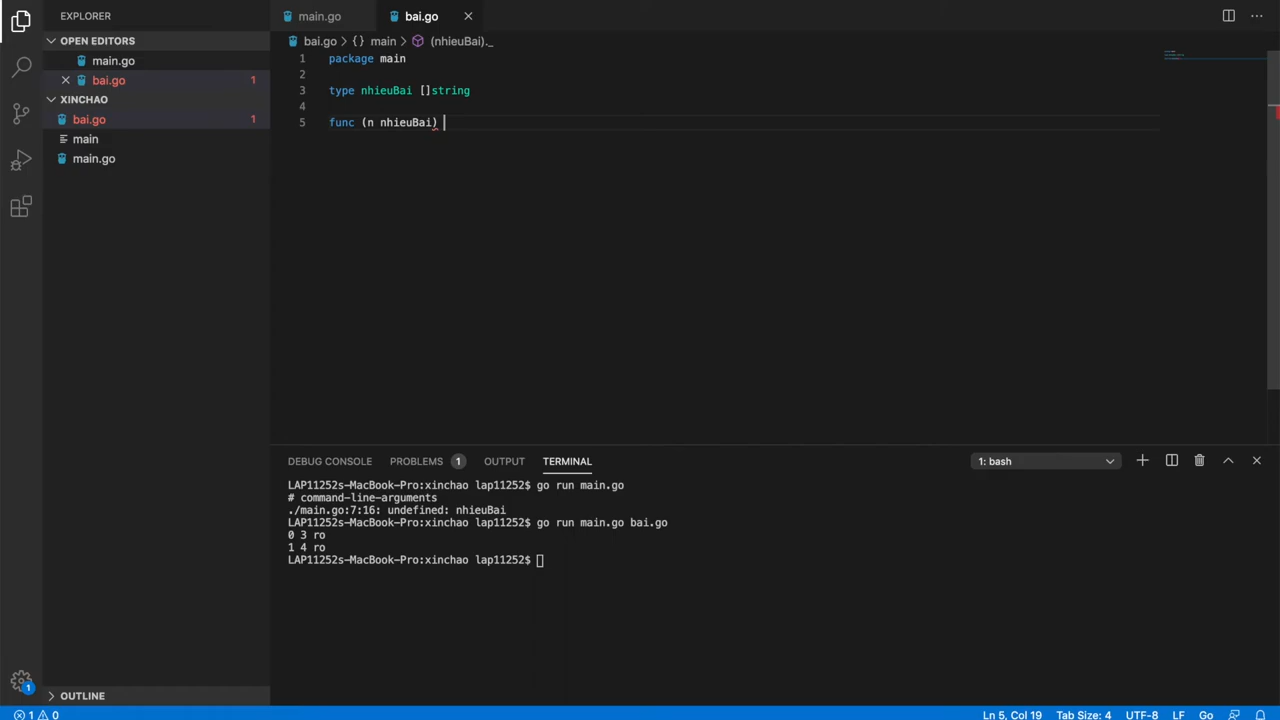 EXPLORER
main.go
bai.go
OPEN EDITORS
main.go
bai.go 1
XINCHAO
bai.go 1
main
main.go
bai.go > {} main > (nhieuBai)._
1 package main
2
3 type nhieuBai []string
4
5 func (n nhieuBai)
DEBUG CONSOLE PROBLEMS 1 OUTPUT TERMINAL
1: bash
LAP11252s-MacBook-Pro:xinchao lap11252$ go run main.go
# command-line-arguments
./main.go:7:16: undefined: nhieuBai
LAP11252s-MacBook-Pro:xinchao lap11252$ go run main.go bai.go
0 3 ro
1 4 ro
LAP11252s-MacBook-Pro:xinchao lap11252$
OUTLINE
1
1 0 Ln 5, Col 19 Tab Size: 4 UTF-8 LF Go